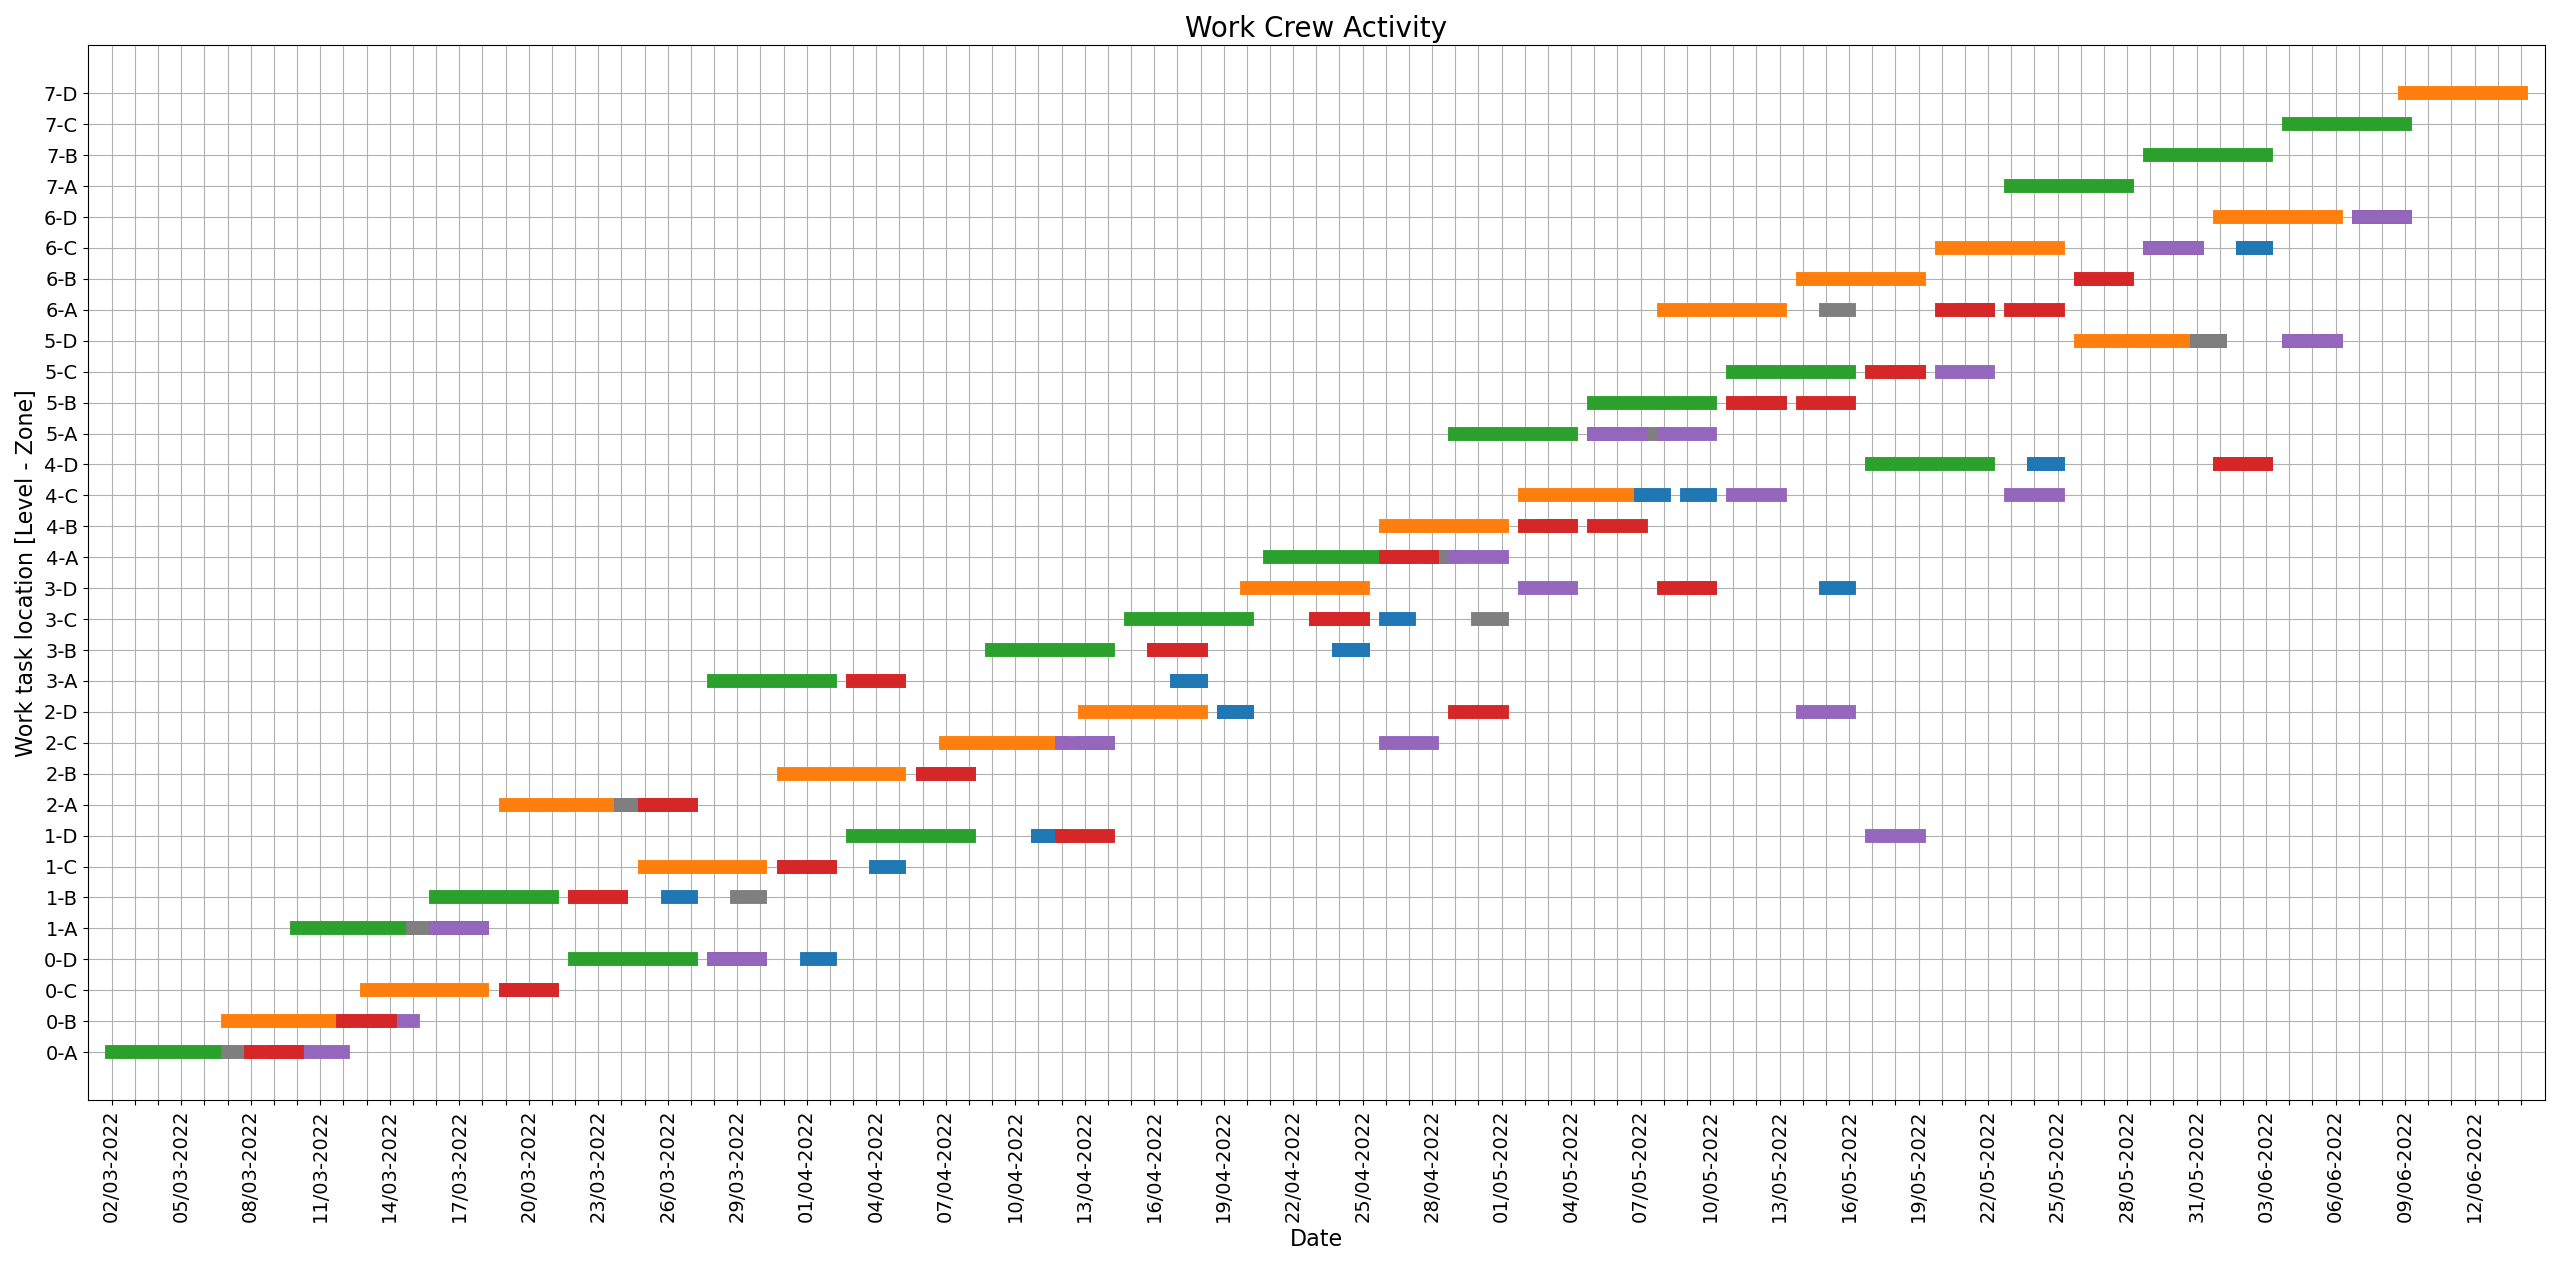 Work Crew Activity
Work task location [Level - Zone]
7-D
7-C
7-B
7-A
6-D
6-C
6-B
6-A
5-D
5-C
5-B
5-A
4-D
4-C
4-B
4-A
3-D
3-C
3-B
3-A
2-D
2-C
2-B
2-A
1-D
1-C
1-B
1-A
0-D
0-C
0-B
0-A
02/03-2022
05/03-2022
08/03-2022
11/03-2022
14/03-2022
17/03-2022
20/03-2022
23/03-2022
26/03-2022
29/03-2022
01/04-2022
04/04-2022
07/04-2022
10/04-2022
13/04-2022
16/04-2022
19/04-2022
22/04-2022
25/04-2022
28/04-2022
01/05-2022
04/05-2022
07/05-2022
10/05-2022
13/05-2022
16/05-2022
19/05-2022
22/05-2022
25/05-2022
28/05-2022
31/05-2022
03/06-2022
06/06-2022
09/06-2022
12/06-2022
Date